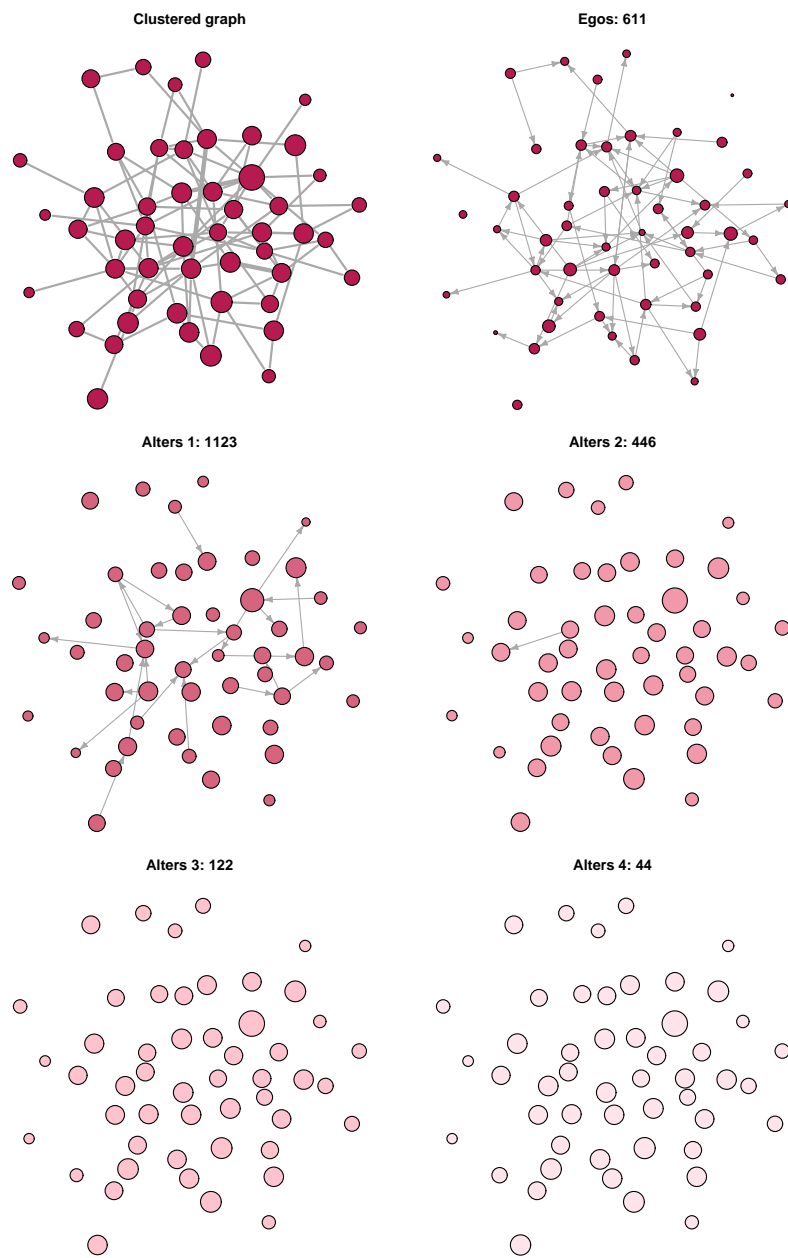 Clustered graph
Egos: 611
Alters 1: 1123
Alters 2: 446
Alters 3: 122
Alters 4: 44